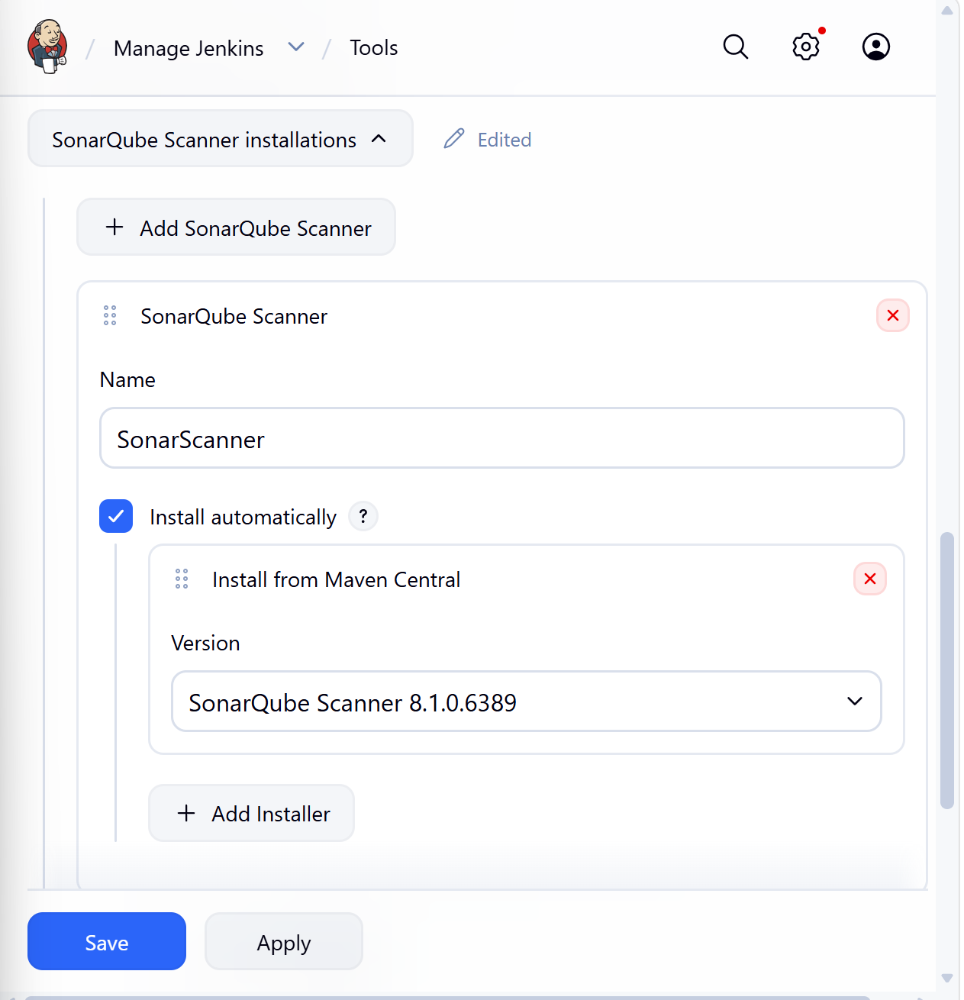 / Manage Jenkins / Tools
SonarQube Scanner installations Edited
+ Add SonarQube Scanner
SonarQube Scanner
Name
SonarScanner
Install automatically ?
Install from Maven Central
Version
SonarQube Scanner 8.1.0.6389
+ Add Installer
Save Apply